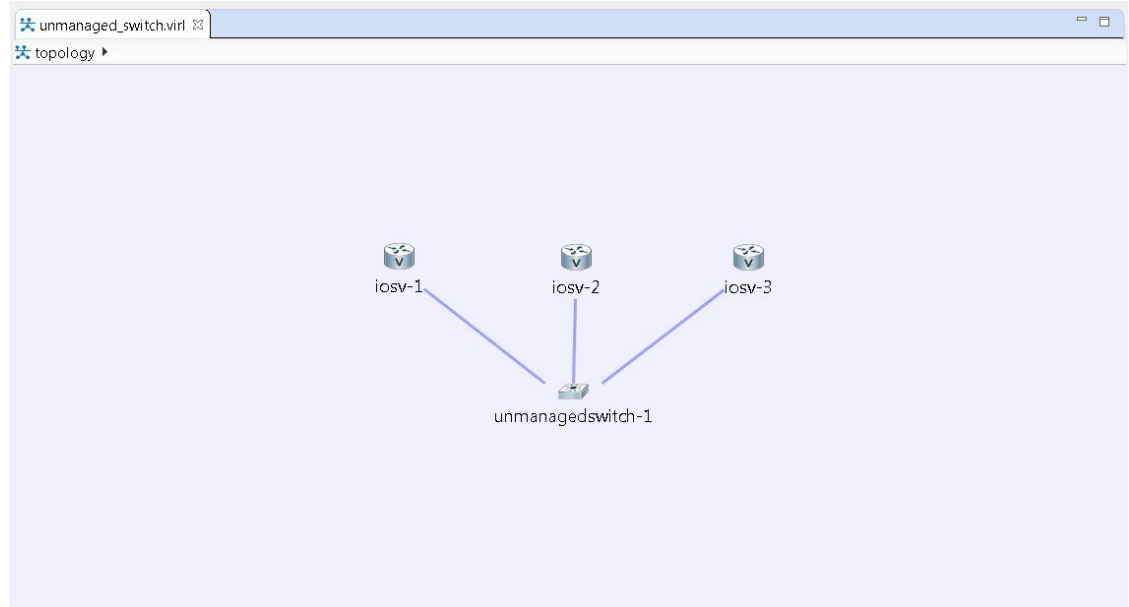 unmanaged_switch.virl
topology
V
iosv-1
V
iosv-2
V
iosv-3
unmanagedswitch-1